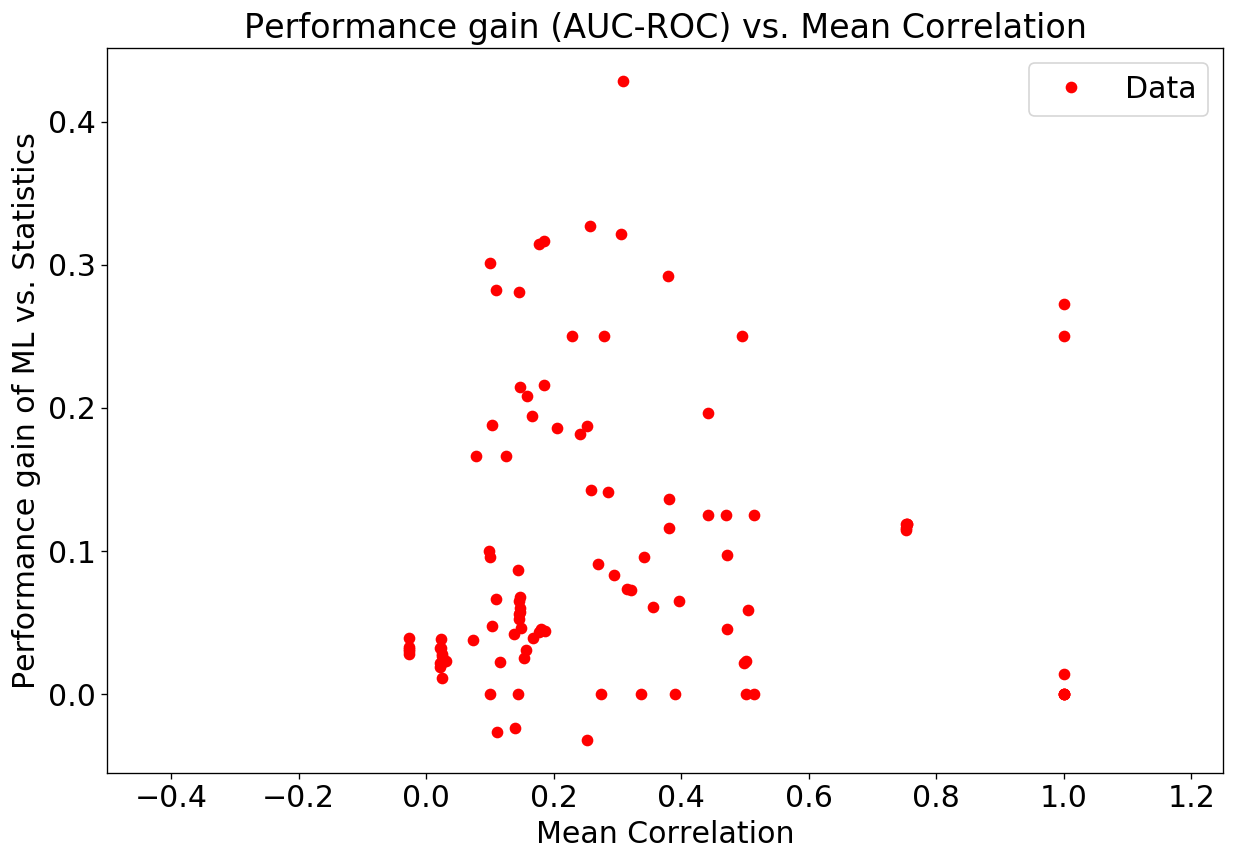 Performance gain (AUC-ROC) vs. Mean Correlation
Data
Performance gain of ML vs. Statistics
0.4
0.3
0.2
0.1
0.0
−0.4 −0.2 0.0 0.2 0.4 0.6 0.8 1.0 1.2
Mean Correlation